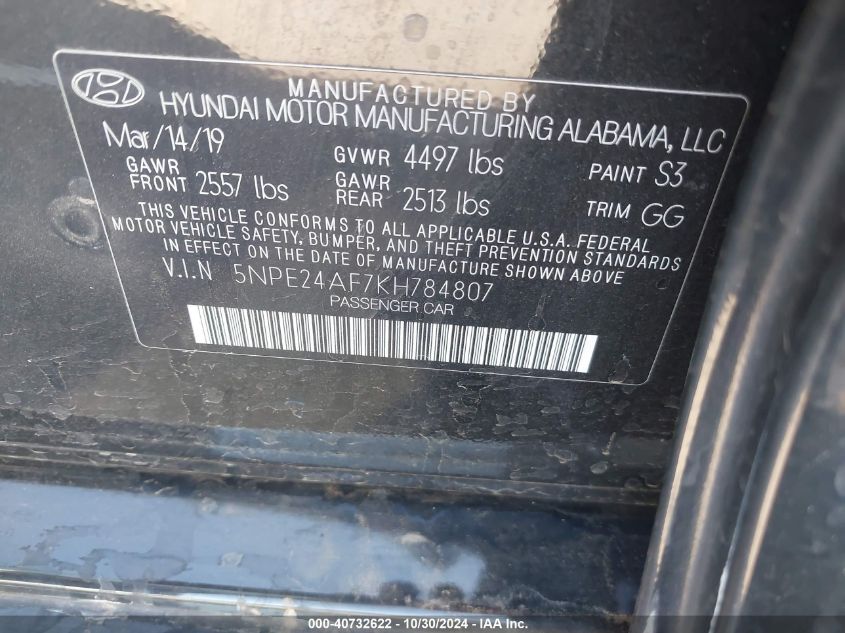 MANUFACTURED BY
HYUNDAI MOTOR MANUFACTURING ALABAMA, LLC
Mar/14/19 GVWR 4497 lbs PAINT S3
GAWR FRONT 2557 lbs GAWR REAR 2513 lbs TRIM GG
THIS VEHICLE CONFORMS TO ALL APPLICABLE U.S.A. FEDERAL
MOTOR VEHICLE SAFETY, BUMPER, AND THEFT PREVENTION STANDARDS
IN EFFECT ON THE DATE OF MANUFACTURE SHOWN ABOVE
V.I.N 5NPE24AF7KH784807
PASSENGER CAR
000-40732622 - 10/30/2024 - IAA Inc.